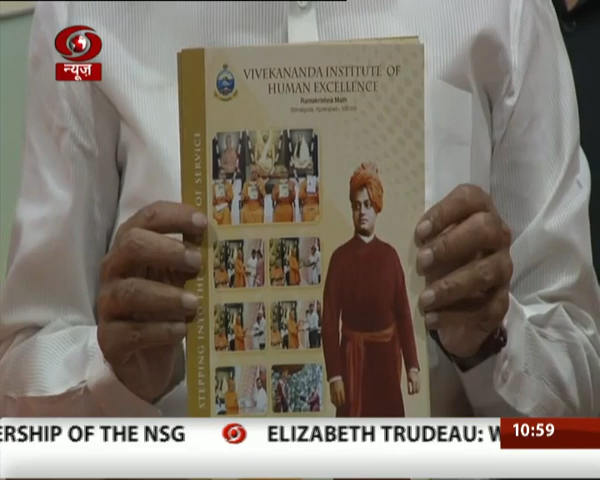 न्यूज़
VIVEKANANDA INSTITUTE OF
HUMAN EXCELLENCE
Ramakrishna Math
STEPPING INTO THE
OF SERVICE
ERSHIP OF THE NSG
ELIZABETH TRUDEAU: W
10:59